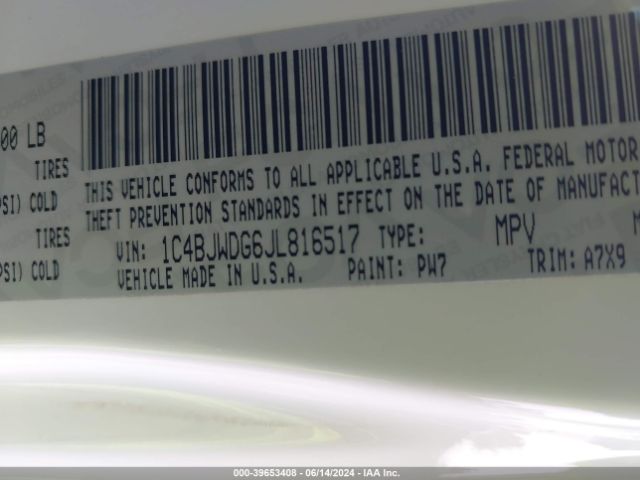 00 LB
TIRES
PSI) COLD
TIRES
PSI) COLD
THIS VEHICLE CONFORMS TO ALL APPLICABLE U.S.A. FEDERAL MOTOR
THEFT PREVENTION STANDARDS IN EFFECT ON THE DATE OF MANUFACT
VIN: 1C4BJWDG6JL816517 TYPE: MPV M
VEHICLE MADE IN U.S.A. PAINT: PW7 TRIM: A7X9
000-39653408 - 06/14/2024 - IAA Inc.